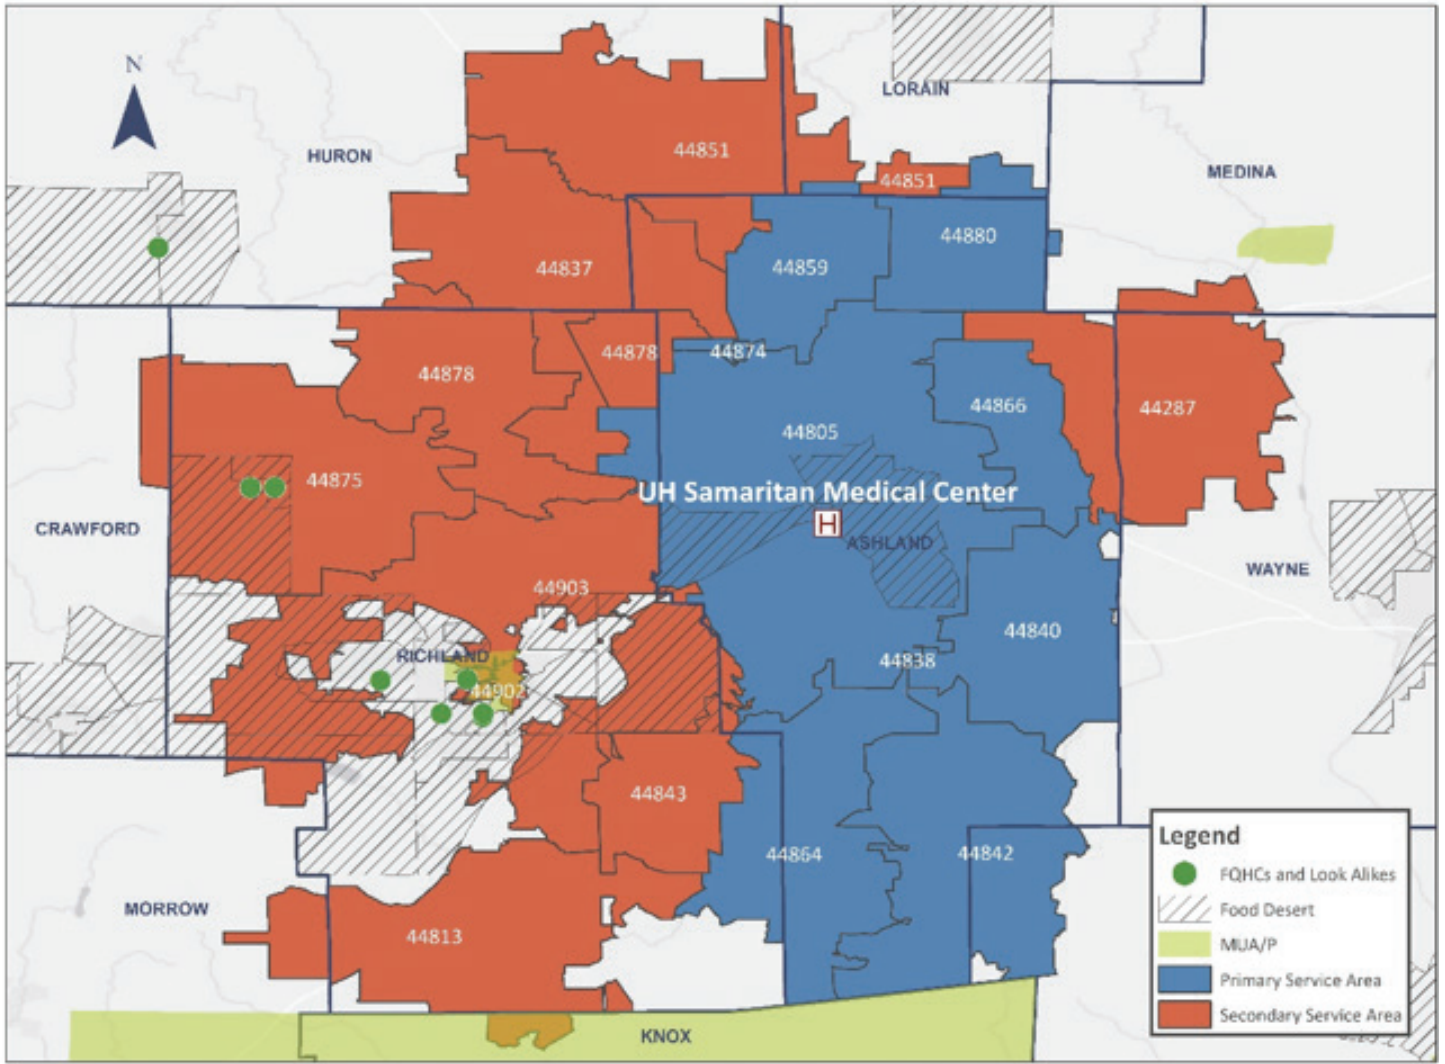 N
LORAIN
HURON
44851
MEDINA
44851
44880
44859
44837
44878
44874
44878
44866
44287
44805
44875
UH Samaritan Medical Center
CRAWFORD
H
ASHLAND
WAYNE
44903
44840
RICHLAND
44838
44902
44843
44864
44842
MORROW
44813
KNOX
Legend
FQHCs and Look Alikes
Food Desert
MUA/P
Primary Service Area
Secondary Service Area